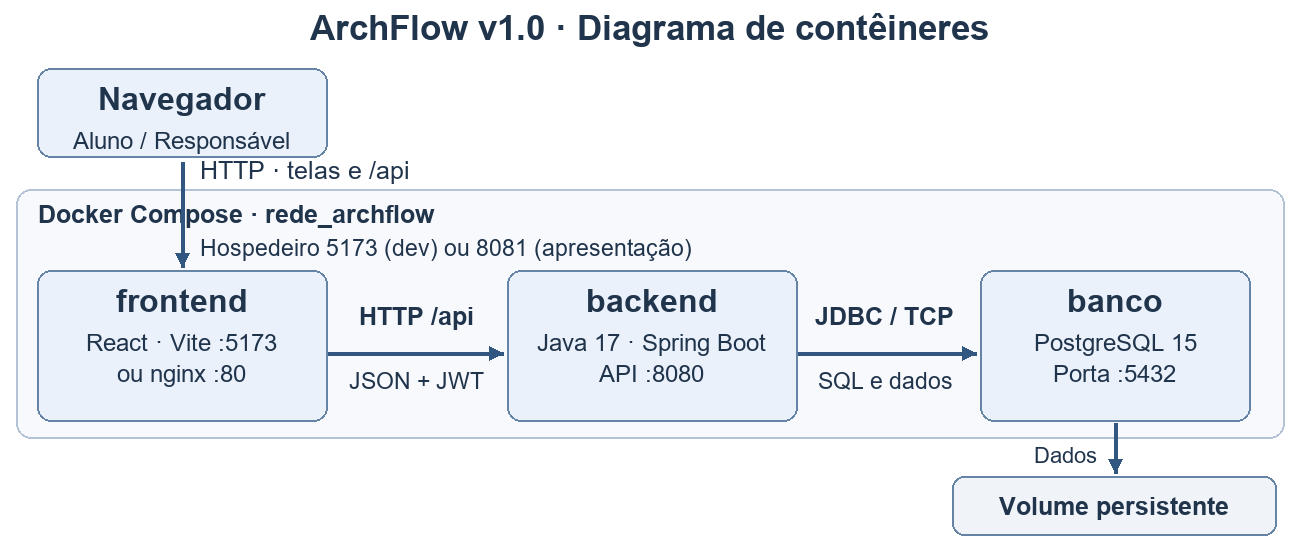 ArchFlow v1.0 · Diagrama de contêineres
Navegador
Aluno / Responsável
HTTP · telas e /api
Docker Compose · rede_archflow
Hospedeiro 5173 (dev) ou 8081 (apresentação)
frontend
React · Vite :5173
ou nginx :80
HTTP /api
JSON + JWT
backend
Java 17 · Spring Boot
API :8080
JDBC / TCP
SQL e dados
banco
PostgreSQL 15
Porta :5432
Dados
Volume persistente